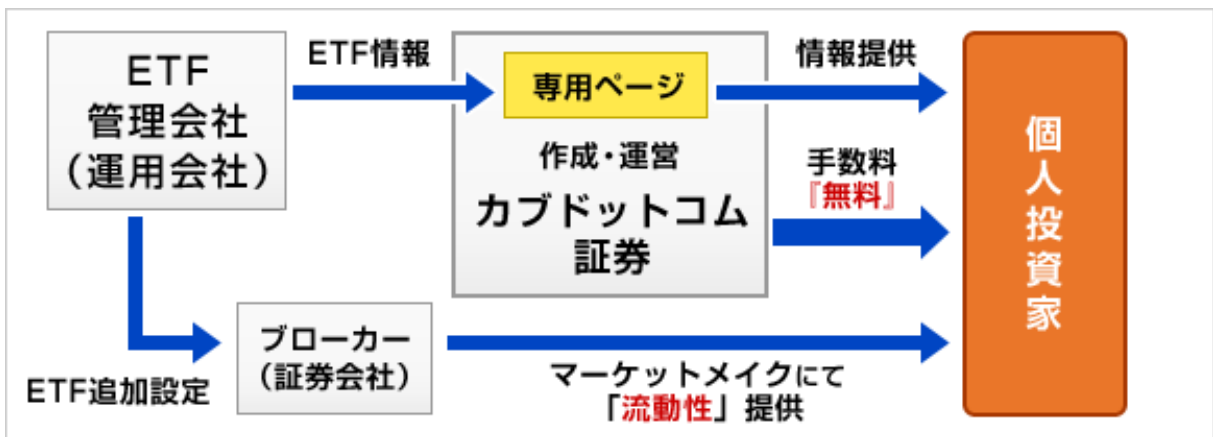 ETF
管理会社
（運用会社）
ETF情報
専用ページ
作成・運営
カブドットコム
証券
情報提供
手数料
『無料』
個人投資家
ETF追加設定
ブローカー
（証券会社）
マーケットメイクにて
「流動性」提供